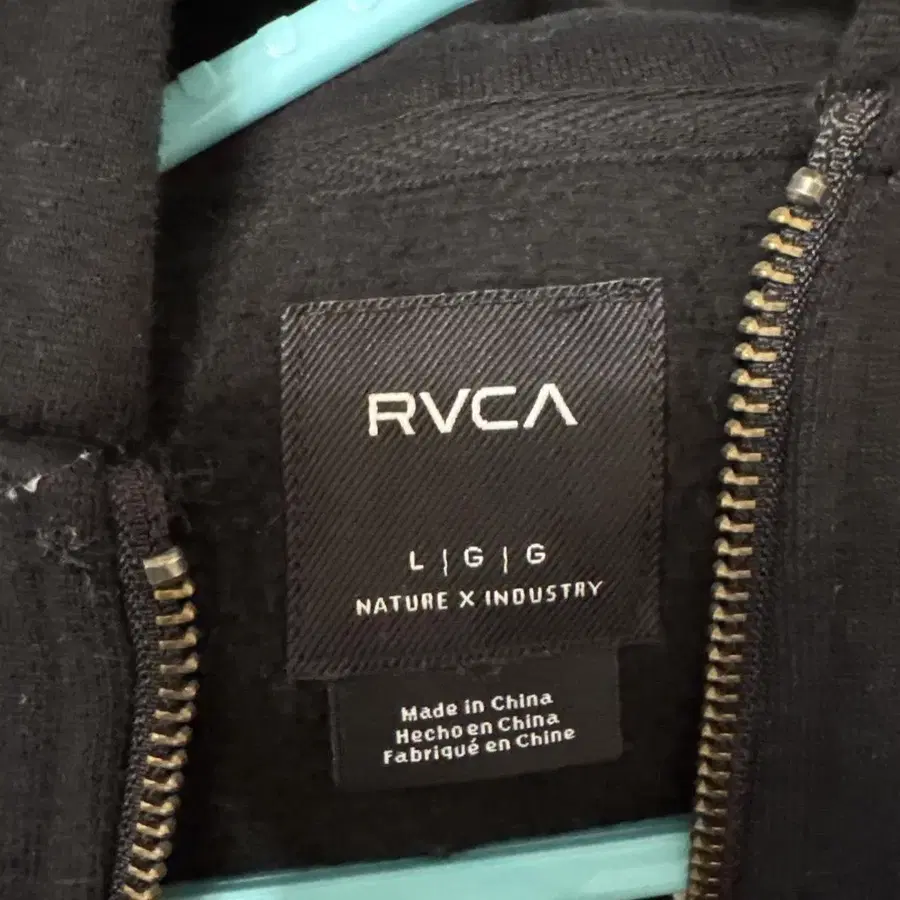 RVCA
L | G | G
NATURE X INDUSTRY
Made in China
Hecho en China
Fabriqué en Chine